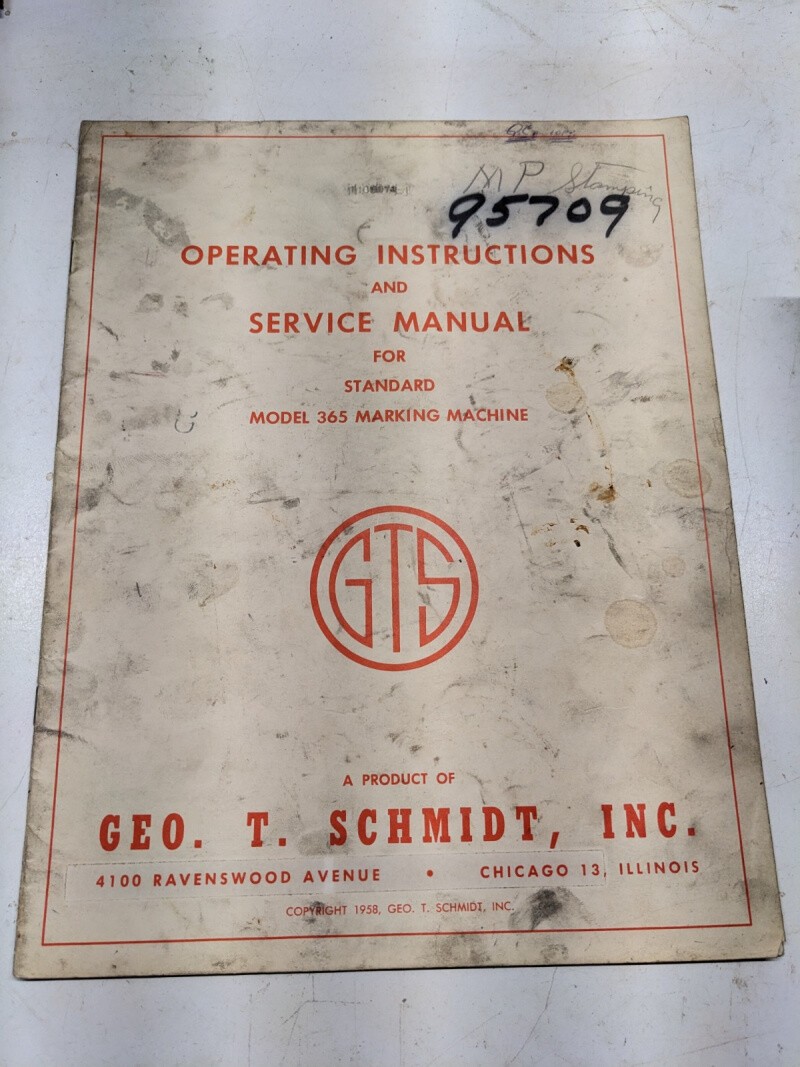 MP Stamping
95709
OPERATING INSTRUCTIONS
AND
SERVICE MANUAL
FOR
STANDARD
MODEL 365 MARKING MACHINE
GTS
A PRODUCT OF
GEO. T. SCHMIDT, INC.
4100 RAVENSWOOD AVENUE • CHICAGO 13, ILLINOIS
COPYRIGHT 1958, GEO. T. SCHMIDT, INC.